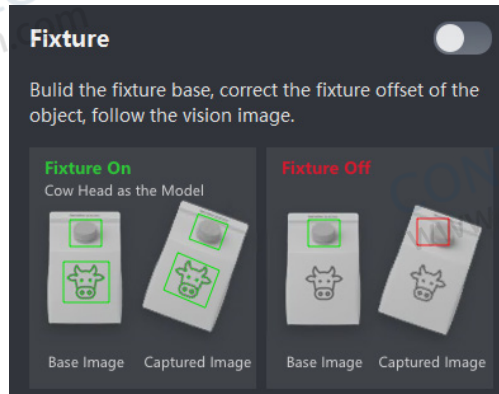 Fixture
Bulid the fixture base, correct the fixture offset of the
object, follow the vision image.
Fixture On
Cow Head as the Model
Fixture Off
Base Image
Captured Image
Base Image
Captured Image